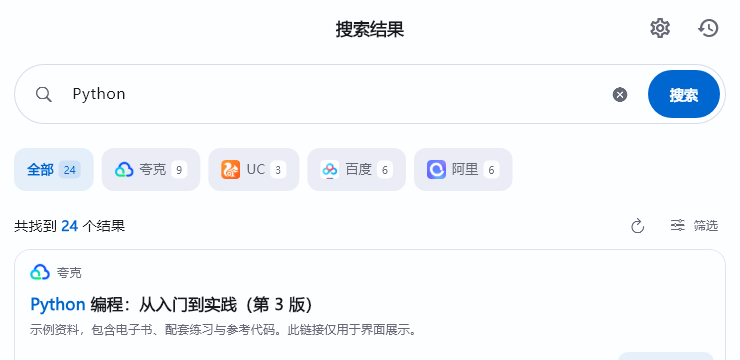 搜索结果
Python
搜索
全部 24 夸克 9 UC 3 百度 6 阿里 6
共找到 24 个结果
筛选
夸克
Python 编程：从入门到实践（第 3 版）
示例资料，包含电子书、配套练习与参考代码。此链接仅用于界面展示。